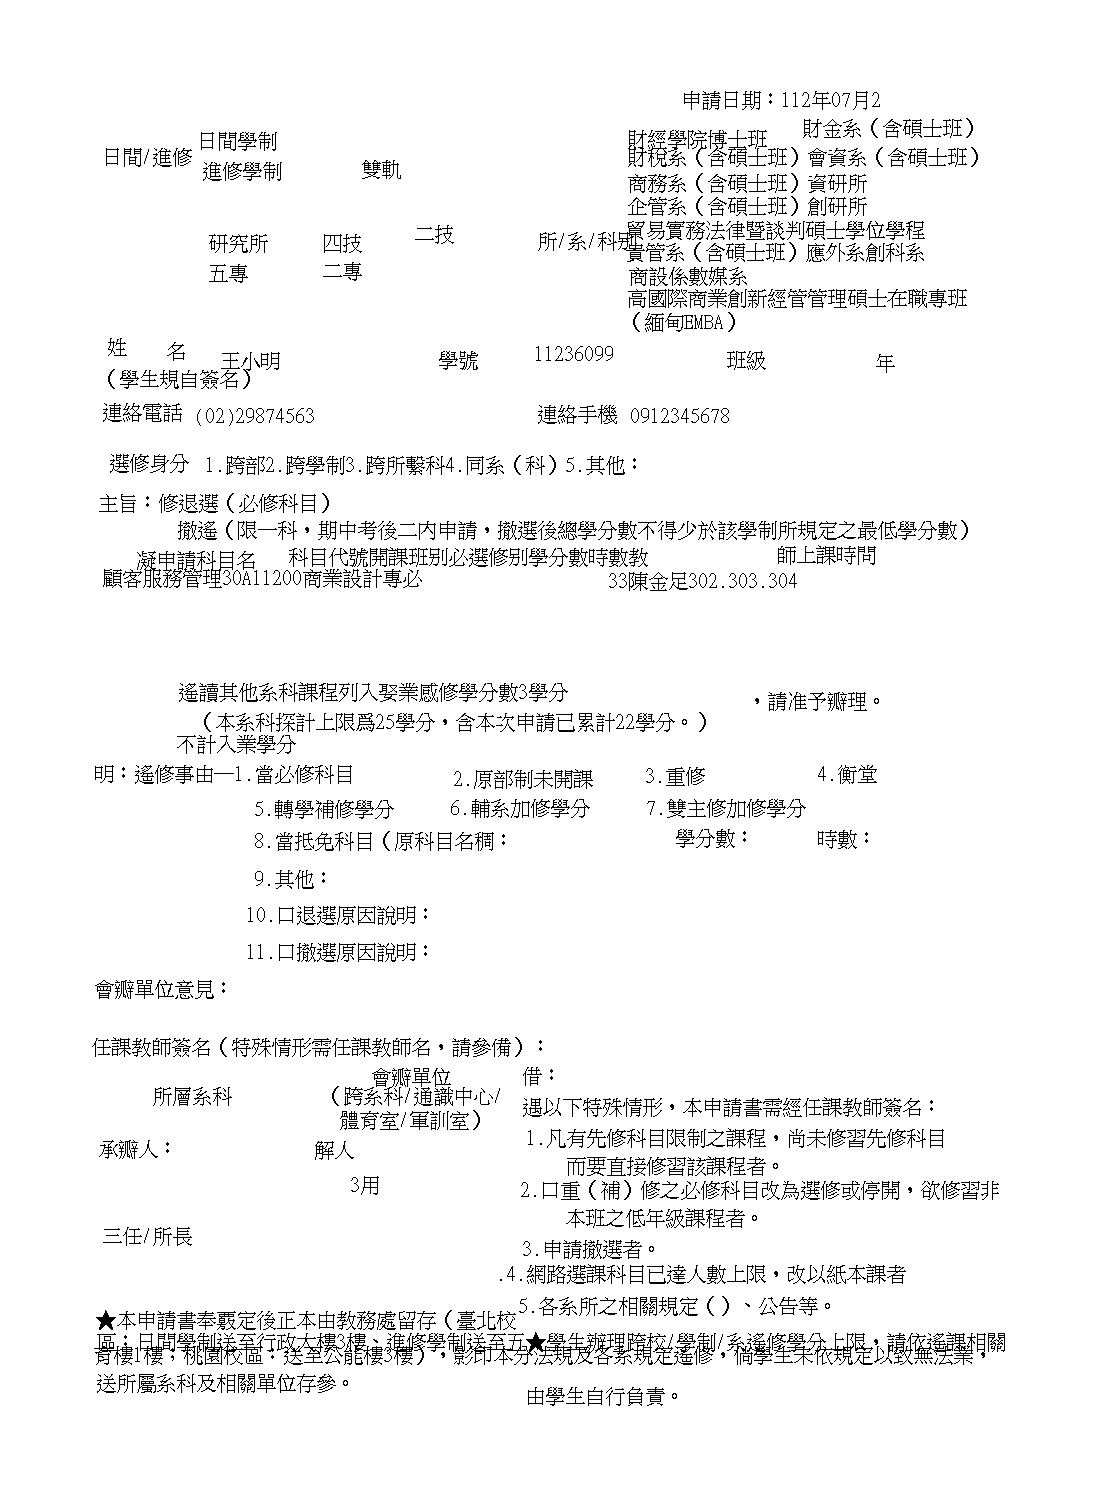 申請日期：112年07月2
日間/進修
日間學制
進修學制
雙軌
財經學院博士班
財金系（含碩士班）
財稅系（含碩士班）會資系（含碩士班）
商務系（含碩士班）資研所
企管系（含碩士班）創研所
貿易實務法律暨談判碩士學位學程
貴管系（含碩士班）應外系創科系
商設係數媒系
高國際商業創新經管管理碩士在職專班
（緬甸EMBA）
研究所
四技
二技
所/系/科別
五專
二專
姓
名
王小明
學號
11236099
班級
年
（學生規自簽名）
連絡電話
(02)29874563
連絡手機
0912345678
選修身分
1.跨部2.跨學制3.跨所繫科4.同系（科）5.其他：
主旨：修退選（必修科目）
撤遙（限一科，期中考後二內申請，撤選後總學分數不得少於該學制所規定之最低學分數）
凝申請科目名
科目代號開課班別必選修別學分數時數教
師上課時間
顧客服務管理30A11200商業設計專必
33陳金足302.303.304
遙讀其他系科課程列入娶業感修學分數3學分
，請准予瓣理。
（本系科探計上限爲25學分，含本次申請已累計22學分。）
不計入業學分
明：遙修事由一1.當必修科目
2.原部制未開課
3.重修
4.衡堂
5.轉學補修學分
6.輔系加修學分
7.雙主修加修學分
8.當抵免科目（原科目名稠：
學分數：
時數：
9.其他：
10.口退選原因說明：
11.口撤選原因說明：
會瓣單位意見：
任課教師簽名（特殊情形需任課教師名，請參備）：
會瓣單位
借：
所層系科
（跨系科/通識中心/
體育室/軍訓室）
遇以下特殊情形，本申請書需經任課教師簽名：
承瓣人：
解人
1.凡有先修科目限制之課程，尚未修習先修科目
而要直接修習該課程者。
3用
2.口重（補）修之必修科目改為選修或停開，欲修習非
本班之低年級課程者。
三任/所長
3.申請撤選者。
.4.網路選課科目已達人數上限，改以紙本課者
5.各系所之相關規定（）、公告等。
★本申請書奉覈定後正本由教務處留存（臺北校
區：日間學制送至行政大樓3樓、進修學制送至五
★學生辦理跨校/學制/系遙修學分上限，請依遙課相關
育樓1樓；桃園校區：送至公能樓3樓），影印本分
法規及各系規定遙修，倘學生未依規定以致無法業，
送所屬系科及相關單位存參。
由學生自行負責。